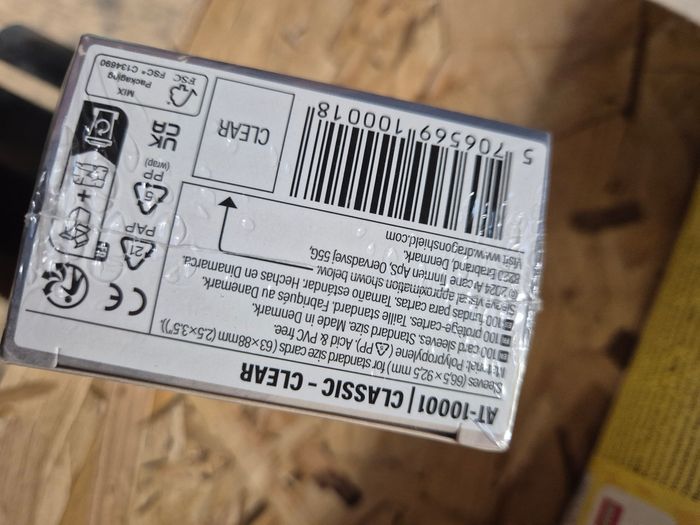 AT-10001 | CLASSIC – CLEAR
Sleeves (66,5 × 92,5 mm) for standard size cards (63×88mm (2.5×3.5")).
Material: Polypropylene (PP). Acid & PVC free.
100 card sleeves. Standard size. Made in Denmark.
100 protège-cartes. Taille standard. Fabriqués au Danemark.
para cartas. Tamaño estándar. Hechas en Dinamarca.
Sleeve visual approximation shown below.
© 2024 Arcane Tinmen ApS, Oervadsvej 55G,
8220 Brabrand, Denmark.
Visit www.dragonshield.com
CE
21
PAP
5
PP
(wrap)
UK
CA
CLEAR
5 706569 100018
MIX
Packaging
FSC FSC® C134690